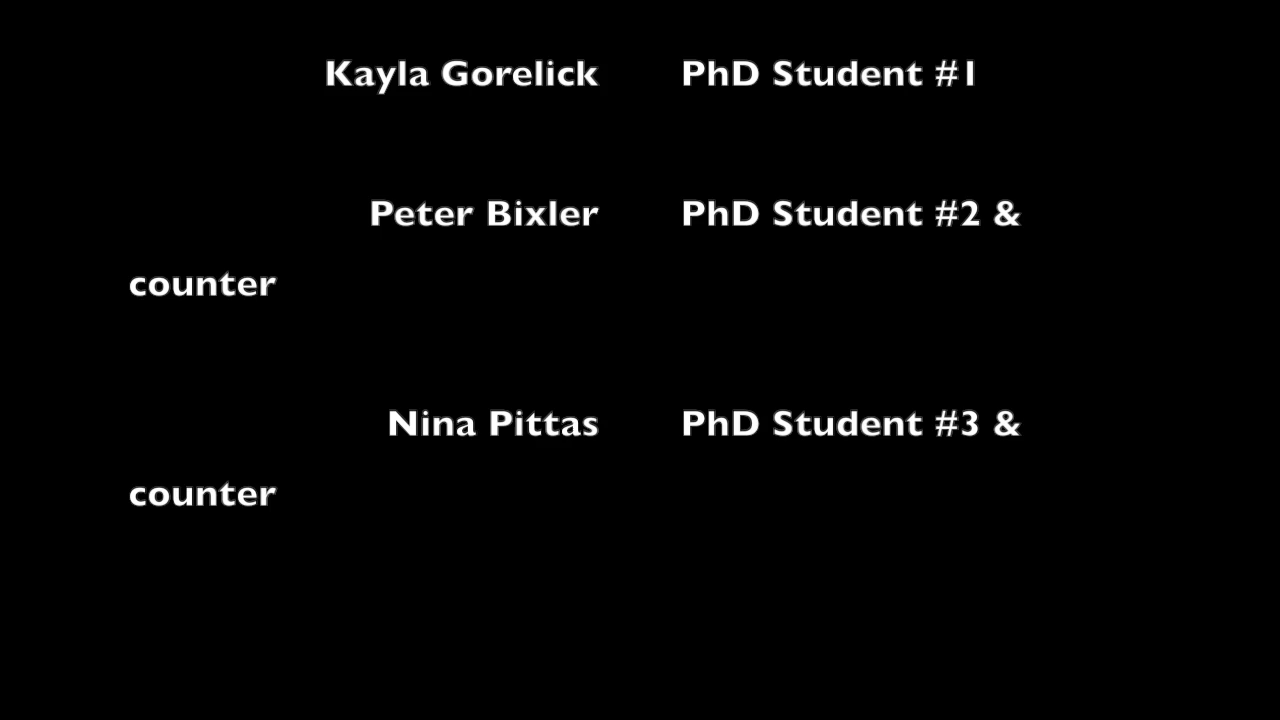 Kayla Gorelick PhD Student #1
Peter Bixler PhD Student #2 &
counter
Nina Pittas PhD Student #3 &
counter